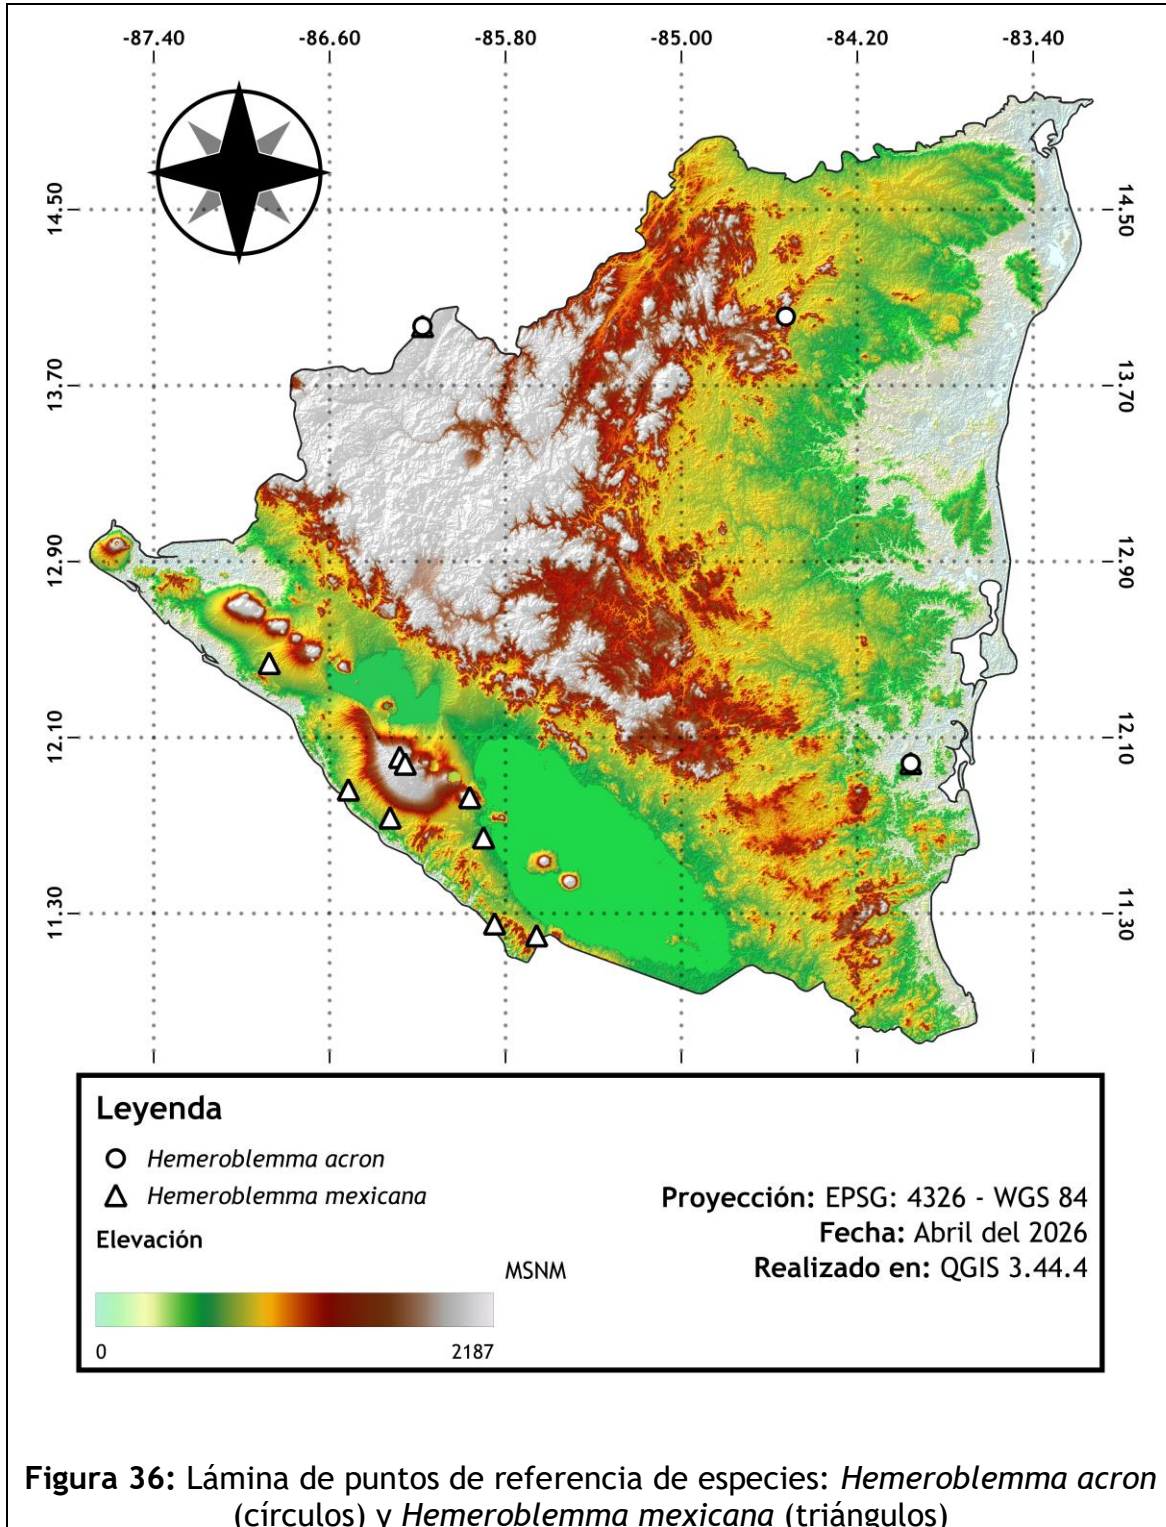 -87.40 -86.60 -85.80 -85.00 -84.20 -83.40
14.50 14.50
13.70 13.70
12.90 12.90
12.10 12.10
11.30 11.30
Leyenda
Hemeroblemma acron
Hemeroblemma mexicana
Elevación
MSNM
0 2187
Proyección: EPSG: 4326 - WGS 84
Fecha: Abril del 2026
Realizado en: QGIS 3.44.4
Figura 36: Lámina de puntos de referencia de especies: Hemeroblemma acron
(círculos) y Hemeroblemma mexicana (triángulos)